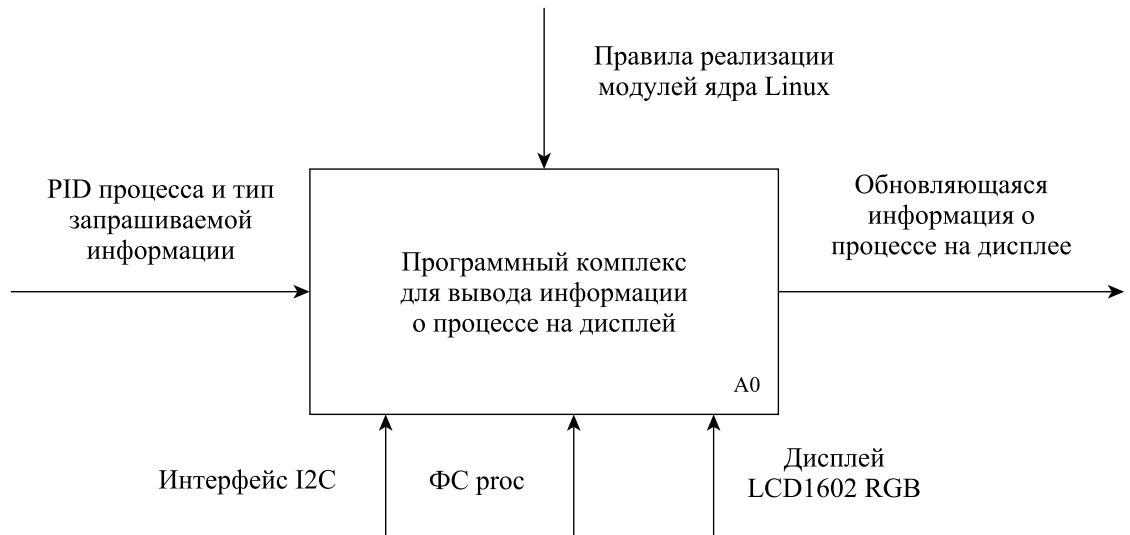 Правила реализации
модулей ядра Linux
PID процесса и тип
запрашиваемой
информации
Программный комплекс
для вывода информации
о процессе на дисплей
A0
Обновляющаяся
информация о
процессе на дисплее
Интерфейс I2C
ФС proc
Дисплей
LCD1602 RGB